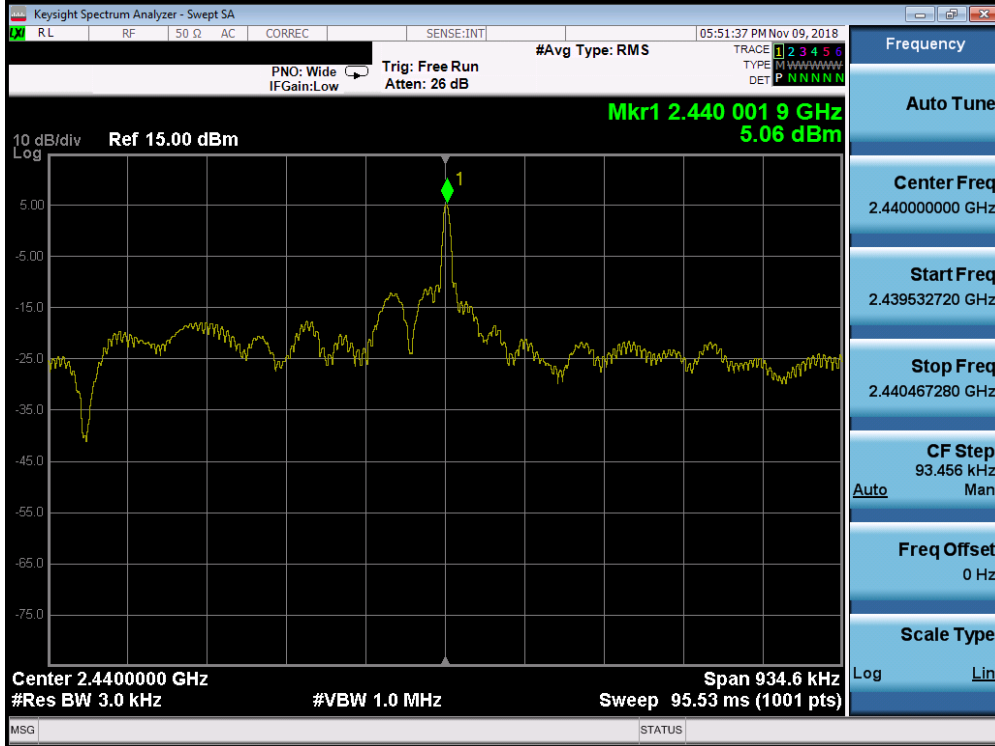 Keysight Spectrum Analyzer - Swept SA
LXI RL RF 50 Ω AC CORREC SENSE:INT 05:51:37 PM Nov 09, 2018
#Avg Type: RMS
TRACE 1 2 3 4 5 6
TYPE M WWWWW
DET P N N N N N
PNO: Wide
IFGain:Low
Trig: Free Run
Atten: 26 dB
Mkr1 2.440 001 9 GHz
5.06 dBm
10 dB/div
Log
Ref 15.00 dBm
1
5.00
-5.00
-15.0
-25.0
-35.0
-45.0
-55.0
-65.0
-75.0
Center 2.4400000 GHz
Span 934.6 kHz
#Res BW 3.0 kHz
#VBW 1.0 MHz
Sweep 95.53 ms (1001 pts)
MSG
STATUS
Frequency
Auto Tune
Center Freq
2.440000000 GHz
Start Freq
2.439532720 GHz
Stop Freq
2.440467280 GHz
CF Step
93.456 kHz
Auto Man
Freq Offset
0 Hz
Scale Type
Log Lin